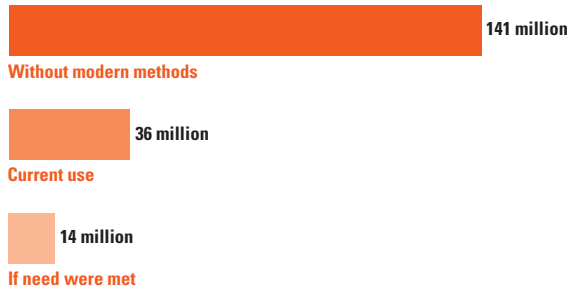 141 million
Without modern methods
36 million
Current use
14 million
If need were met